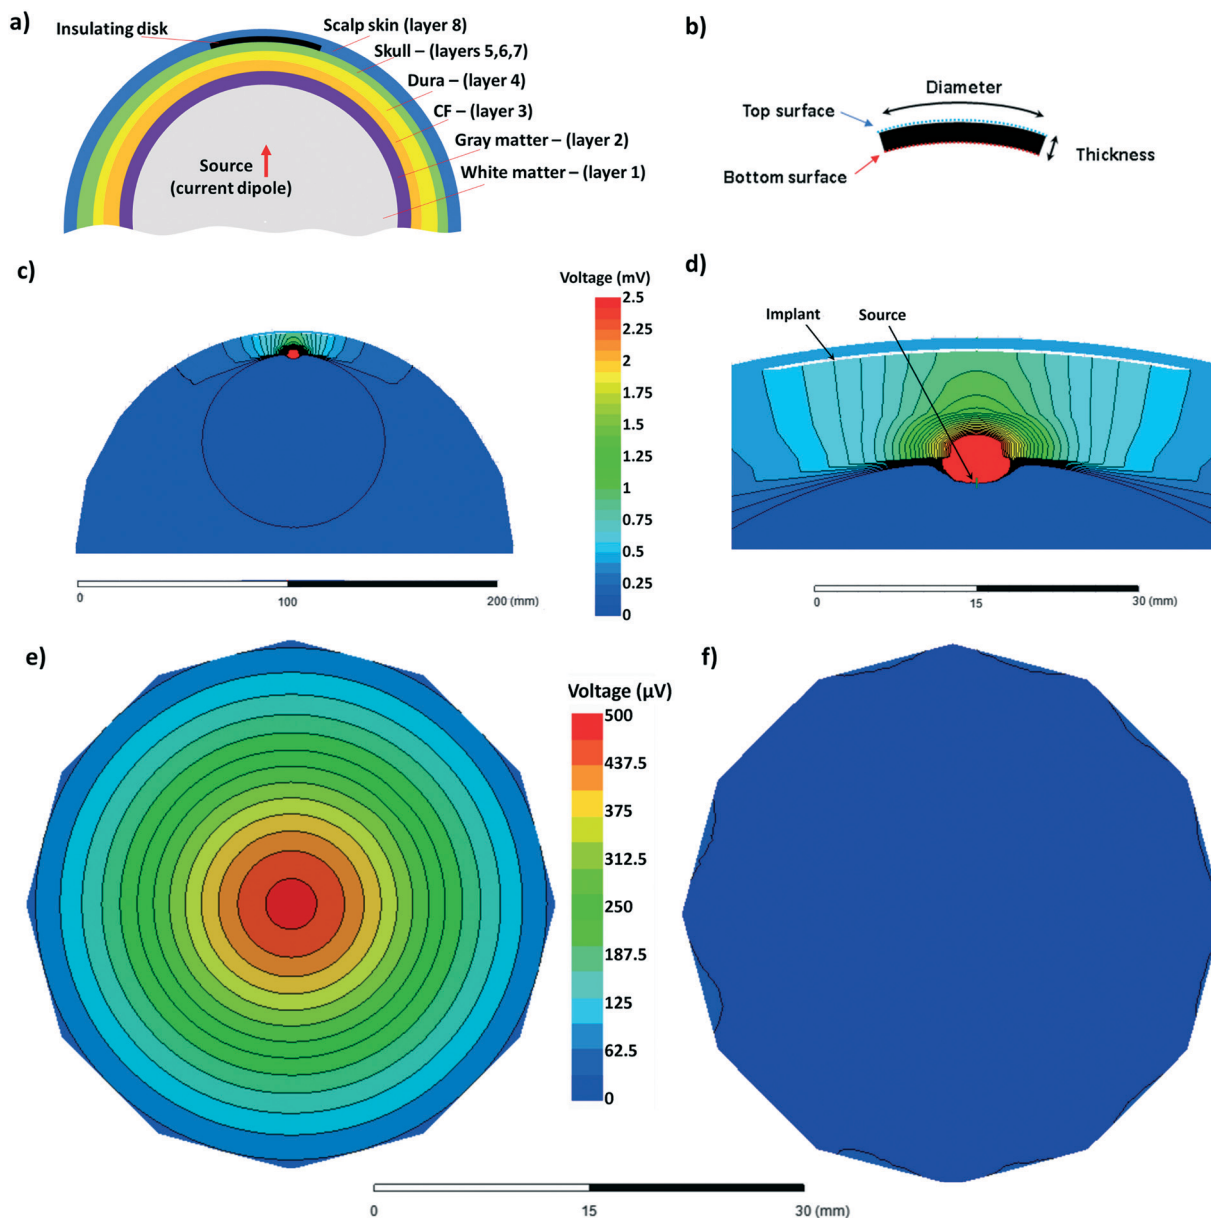 a)
Insulating disk
Scalp skin (layer 8)
Skull – (layers 5,6,7)
Dura – (layer 4)
CF – (layer 3)
Gray matter – (layer 2)
White matter – (layer 1)
Source
(current dipole)
b)
Diameter
Top surface
Thickness
Bottom surface
c)
Voltage (mV)
2.5
2.25
2
1.75
1.5
1.25
1
0.75
0.5
0.25
0
0
100
200 (mm)
d)
Implant
Source
0
15
30 (mm)
e)
Voltage (µV)
500
437.5
375
312.5
250
187.5
125
62.5
0
f)
0
15
30 (mm)